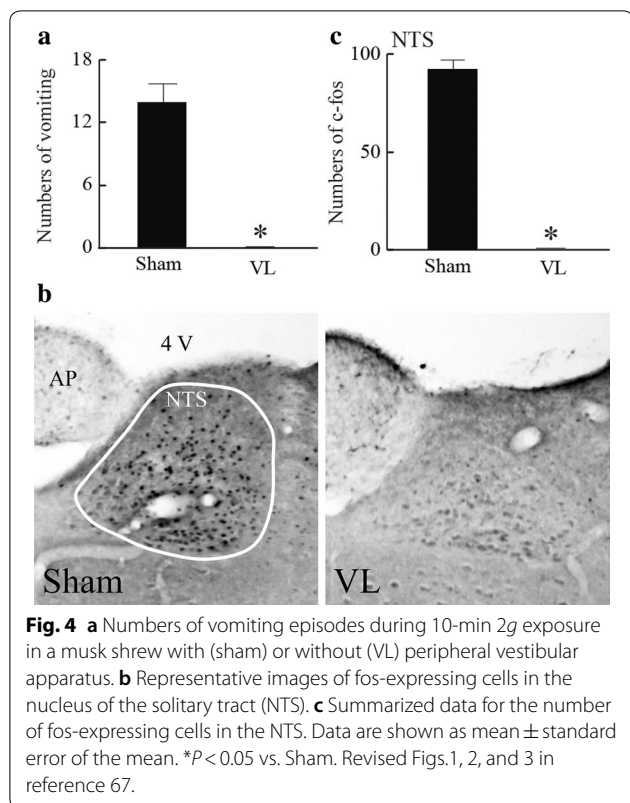 a
c
NTS
Numbers of vomiting
18
12
6
0
Sham
VL
*
Numbers of c-fos
100
50
0
Sham
VL
*
b
4 V
AP
NTS
Sham
VL
Fig. 4 a Numbers of vomiting episodes during 10-min 2g exposure
in a musk shrew with (sham) or without (VL) peripheral vestibular
apparatus. b Representative images of fos-expressing cells in the
nucleus of the solitary tract (NTS). c Summarized data for the number
of fos-expressing cells in the NTS. Data are shown as mean ± standard
error of the mean. *P < 0.05 vs. Sham. Revised Figs.1, 2, and 3 in
reference 67.